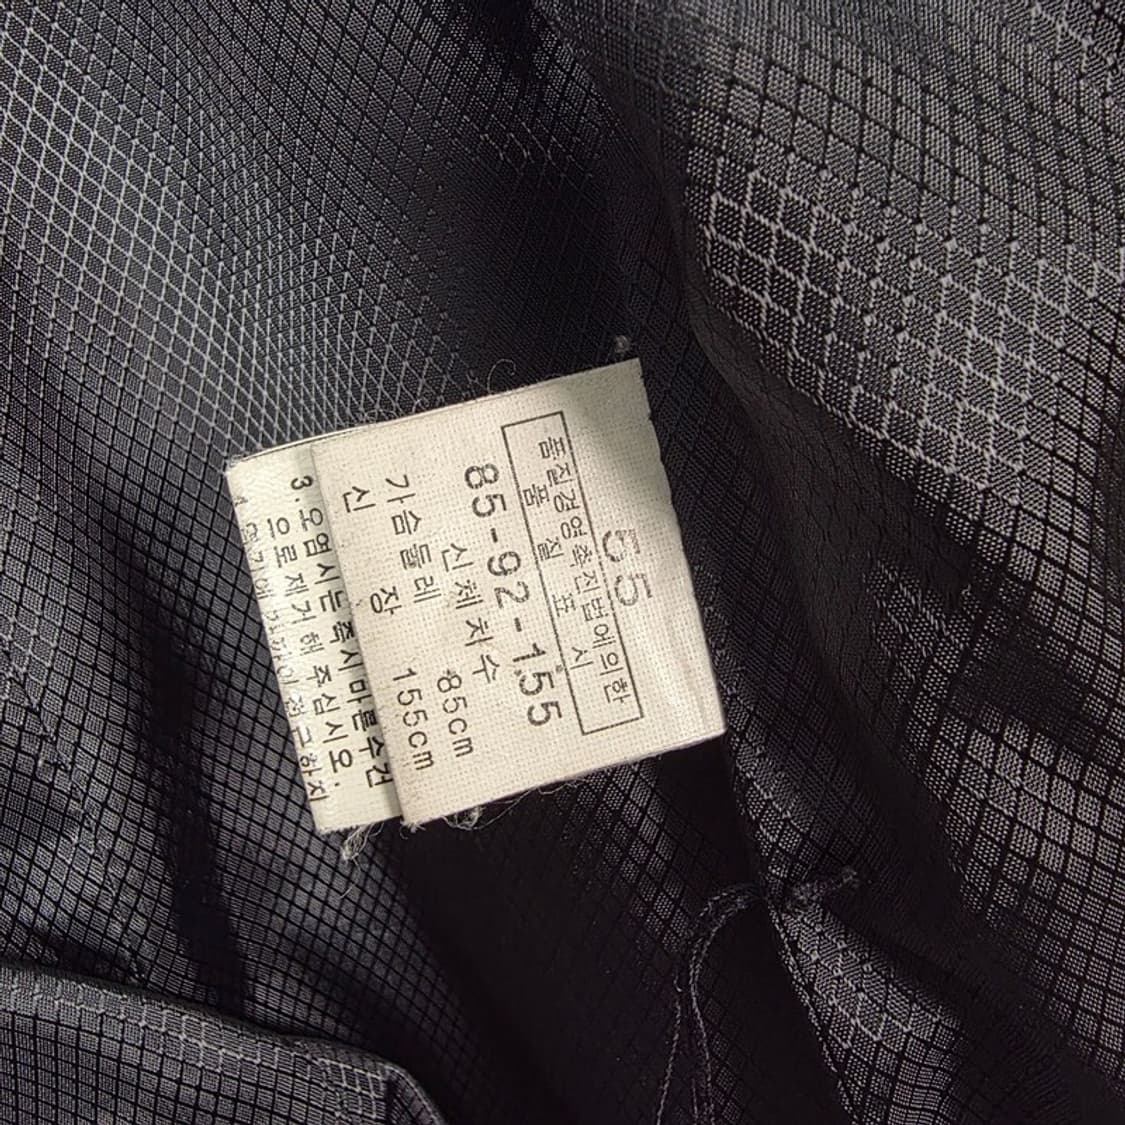 55
품질경영촉진법에의한
품 질 표 시
85-92-155
신체치수
가슴둘레 85cm
신 장 155cm
3.오염시는즉시마른수건
으로제거해주십시오.